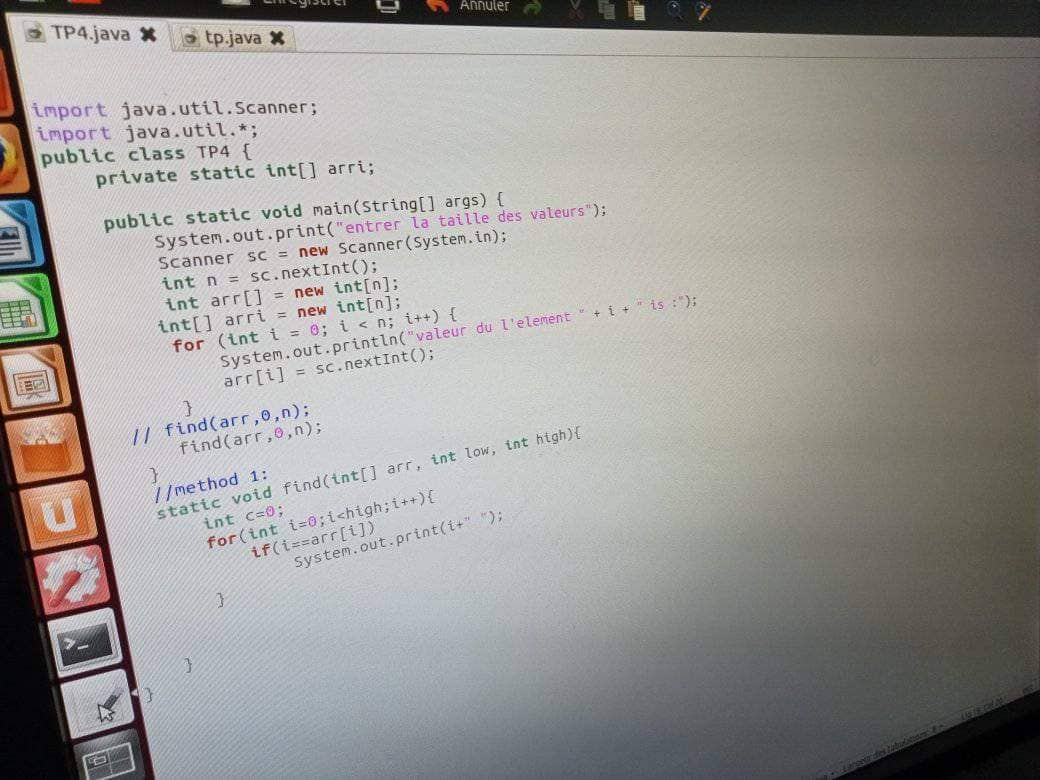 Enregistrer
Annuler
TP4.java
tp.java
import java.util.Scanner;
import java.util.*;
public class TP4 {
private static int[] arri;
public static void main(String[] args) {
System.out.print("entrer la taille des valeurs");
Scanner sc = new Scanner(System.in);
int n = sc.nextInt();
int arr[] = new int[n];
int[] arri = new int[n];
for (int i = 0; i < n; i++) {
System.out.println("valeur du l'element " + i + " is :");
arr[i] = sc.nextInt();
}
// find(arr,0,n);
find(arr,0,n);
}
//method 1:
static void find(int[] arr, int low, int high){
int c=0;
for(int i=0;i<high;i++){
if(i==arr[i])
System.out.print(i+" ");
}
}
}